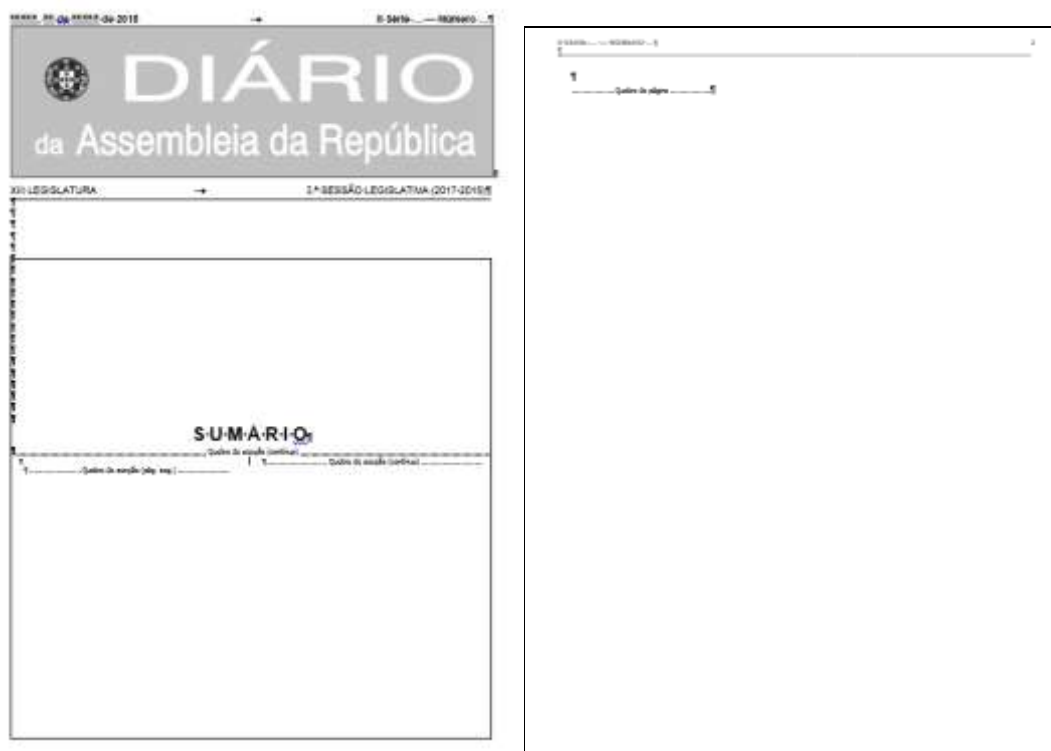 de 2018 II Série — Número
DIÁRIO
da Assembleia da República
XIII LEGISLATURA 3.ª SESSÃO LEGISLATIVA (2017-2018)
S U M Á R I O
Quebra de secção (contínua)
Quebra de secção (contínua)
Quebra de secção (pág. seg.)
Quebra de página